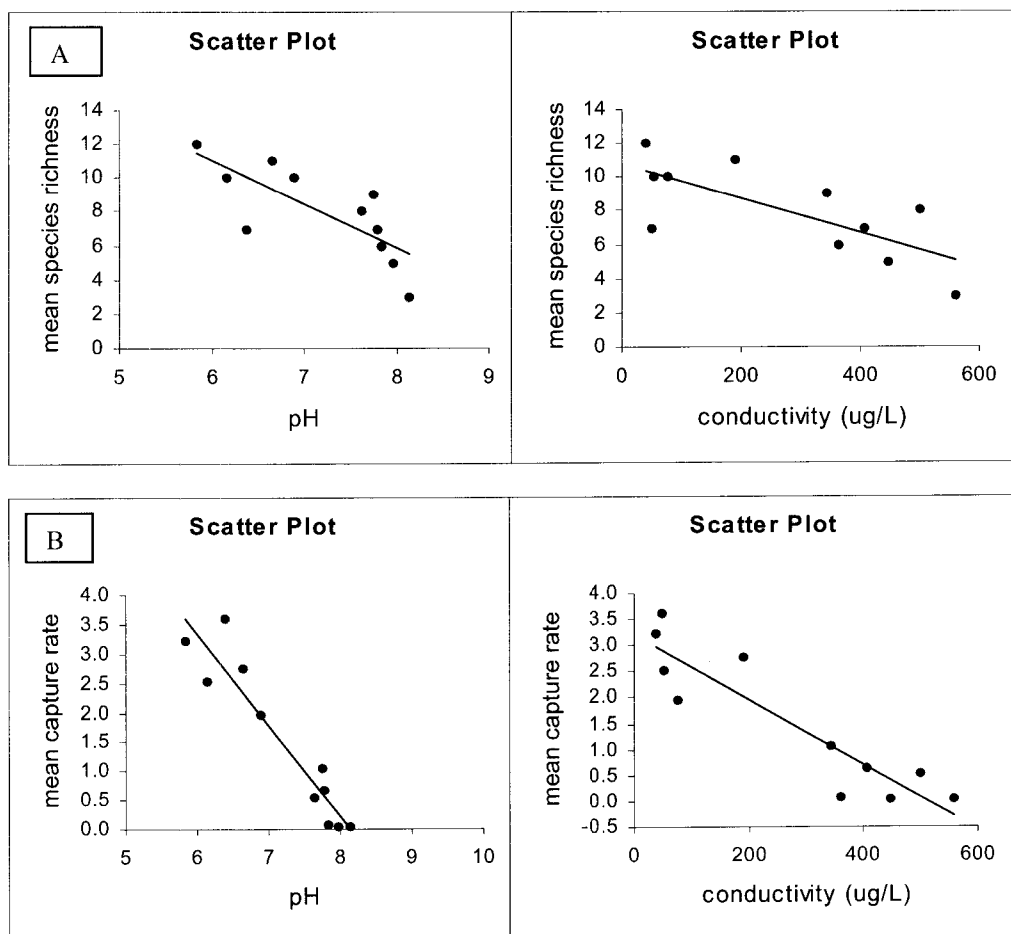 A
Scatter Plot
mean species richness
14
12
10
8
6
4
2
0
5 6 7 8 9
pH
Scatter Plot
mean species richness
14
12
10
8
6
4
2
0
0 200 400 600
conductivity (ug/L)
B
Scatter Plot
mean capture rate
4.0
3.5
3.0
2.5
2.0
1.5
1.0
0.5
0.0
5 6 7 8 9 10
pH
Scatter Plot
mean capture rate
4.0
3.5
3.0
2.5
2.0
1.5
1.0
0.5
0.0
-0.5
0 200 400 600
conductivity (ug/L)